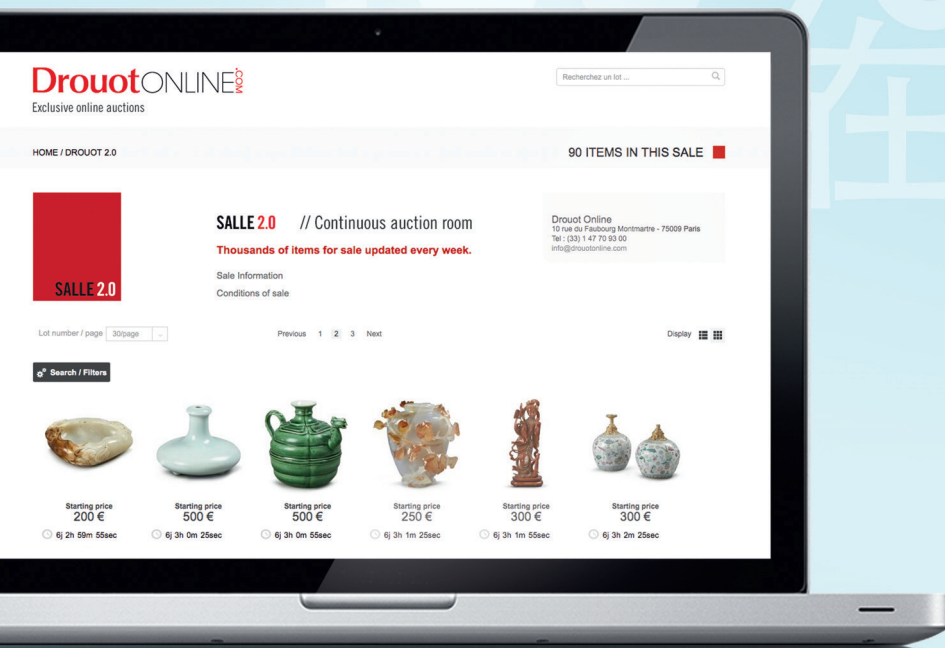 DrouotONLINE.COM
Exclusive online auctions
Recherchez un lot ...
HOME / DROUOT 2.0
90 ITEMS IN THIS SALE
SALLE 2.0
SALLE 2.0 // Continuous auction room
Thousands of items for sale updated every week.
Sale Information
Conditions of sale
Drouot Online
10 rue du Faubourg Montmartre - 75009 Paris
Tel : (33) 1 47 70 93 00
info@drouotonline.com
Lot number / page 30/page
Previous 1 2 3 Next
Display
Search / Filters
Starting price Starting price Starting price Starting price Starting price Starting price
200 € 500 € 500 € 250 € 300 € 300 €
6j 2h 59m 55sec 6j 3h 0m 25sec 6j 3h 0m 55sec 6j 3h 1m 25sec 6j 3h 1m 55sec 6j 3h 2m 25sec
在